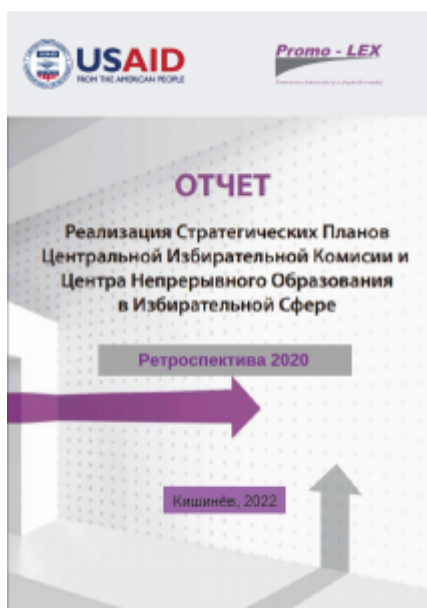 USAID
FROM THE AMERICAN PEOPLE
Promo - LEX
ОТЧЕТ
Реализация Стратегических Планов
Центральной Избирательной Комисии и
Центра Непрерывного Образования
в Избирательной Сфере
Ретроспектива 2020
Кишинёв, 2022